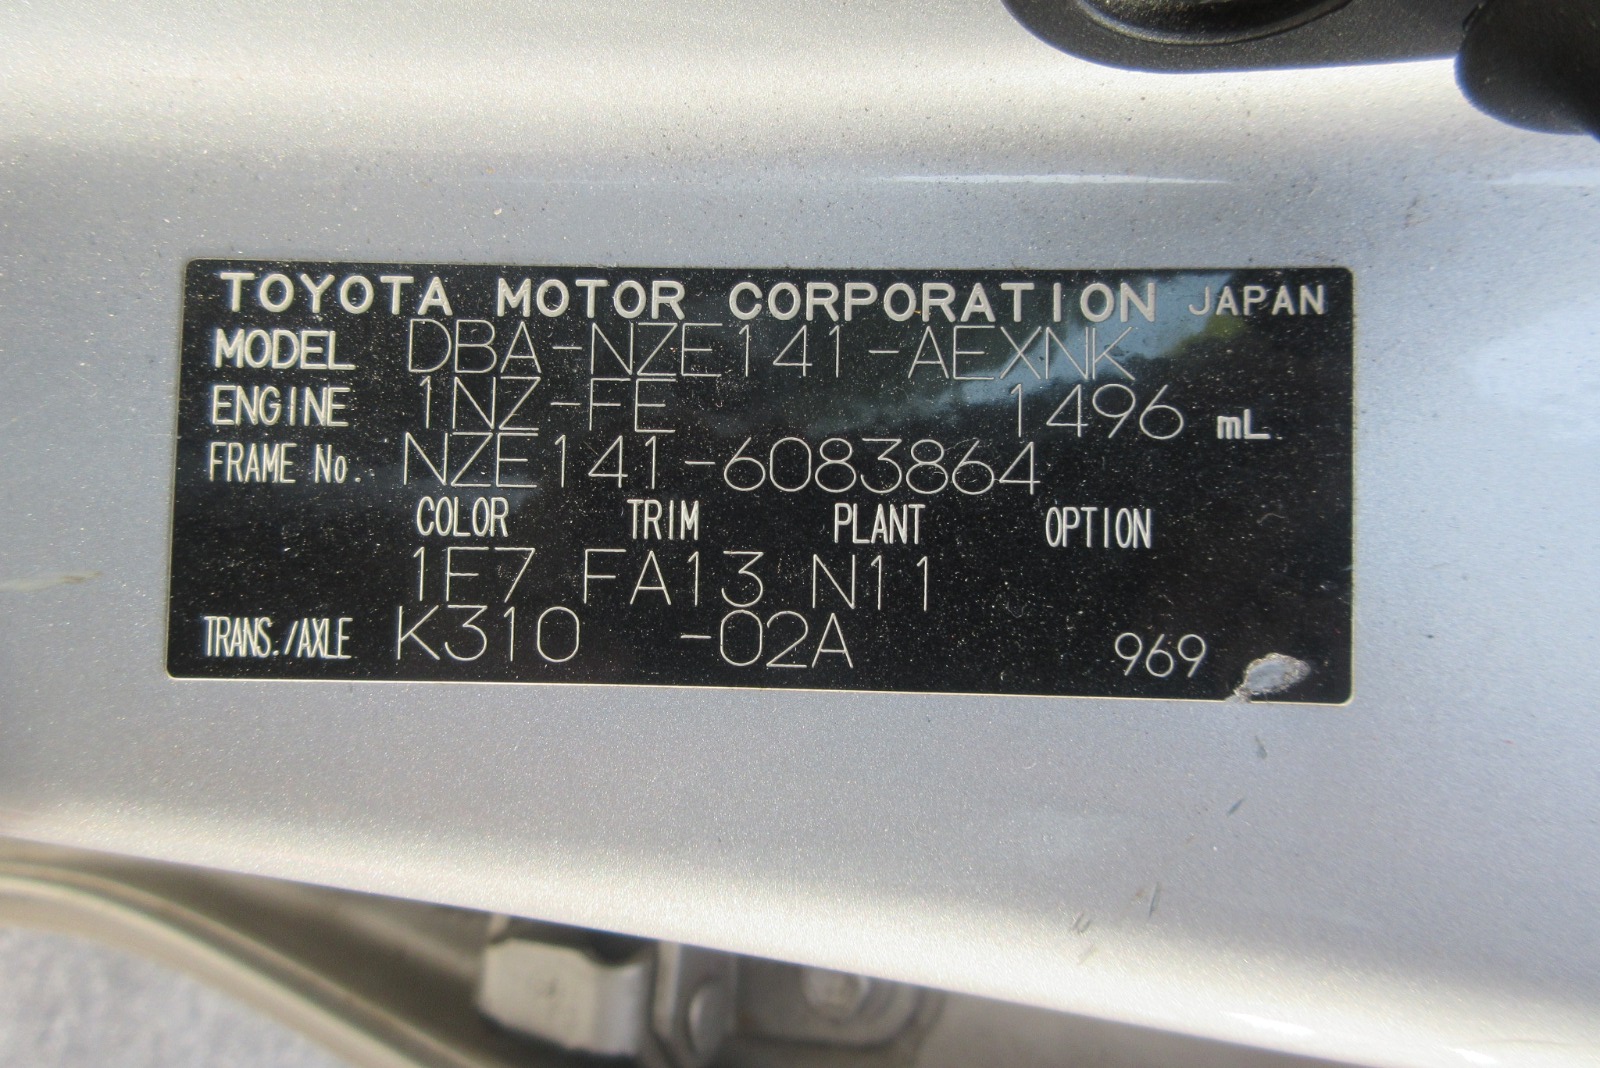 TOYOTA MOTOR CORPORATION JAPAN
MODEL DBA-NZE141-AEXNK
ENGINE 1NZ-FE 1496 mL
FRAME No. NZE141-6083864
COLOR TRIM PLANT OPTION
1F7 FA13 N11
TRANS./AXLE K310 -02A 969